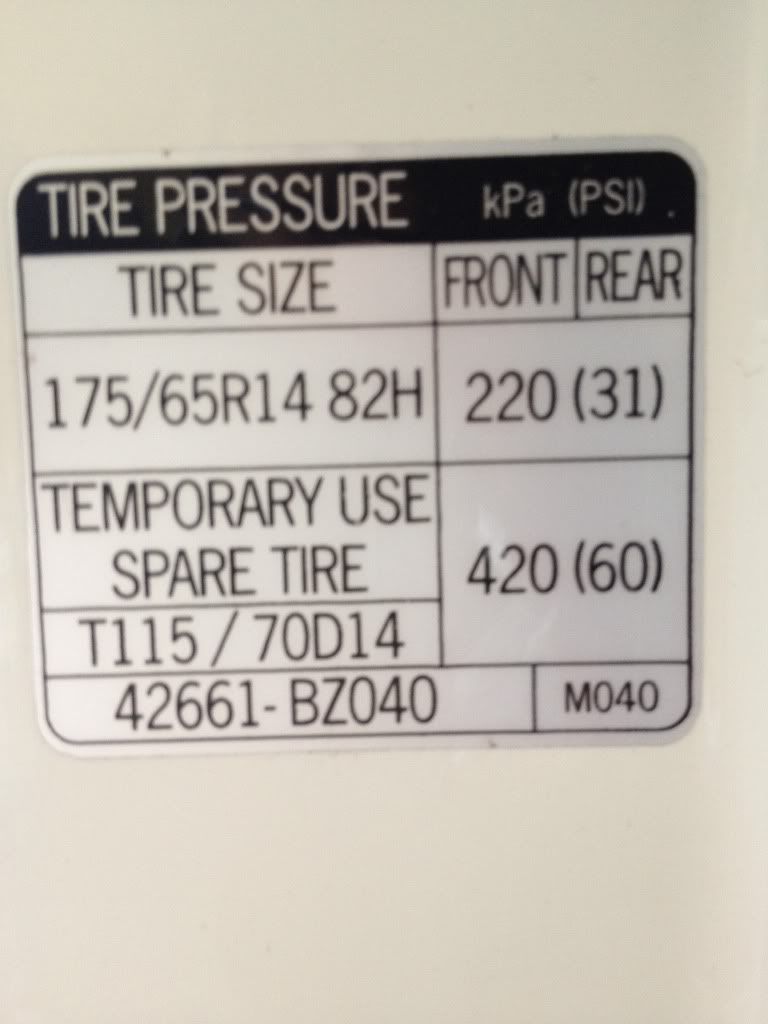 TIRE PRESSURE kPa (PSI)
TIRE SIZE FRONT REAR
175/65R14 82H 220 (31)
TEMPORARY USE
SPARE TIRE 420 (60)
T115 / 70D14
42661-BZ040 M040